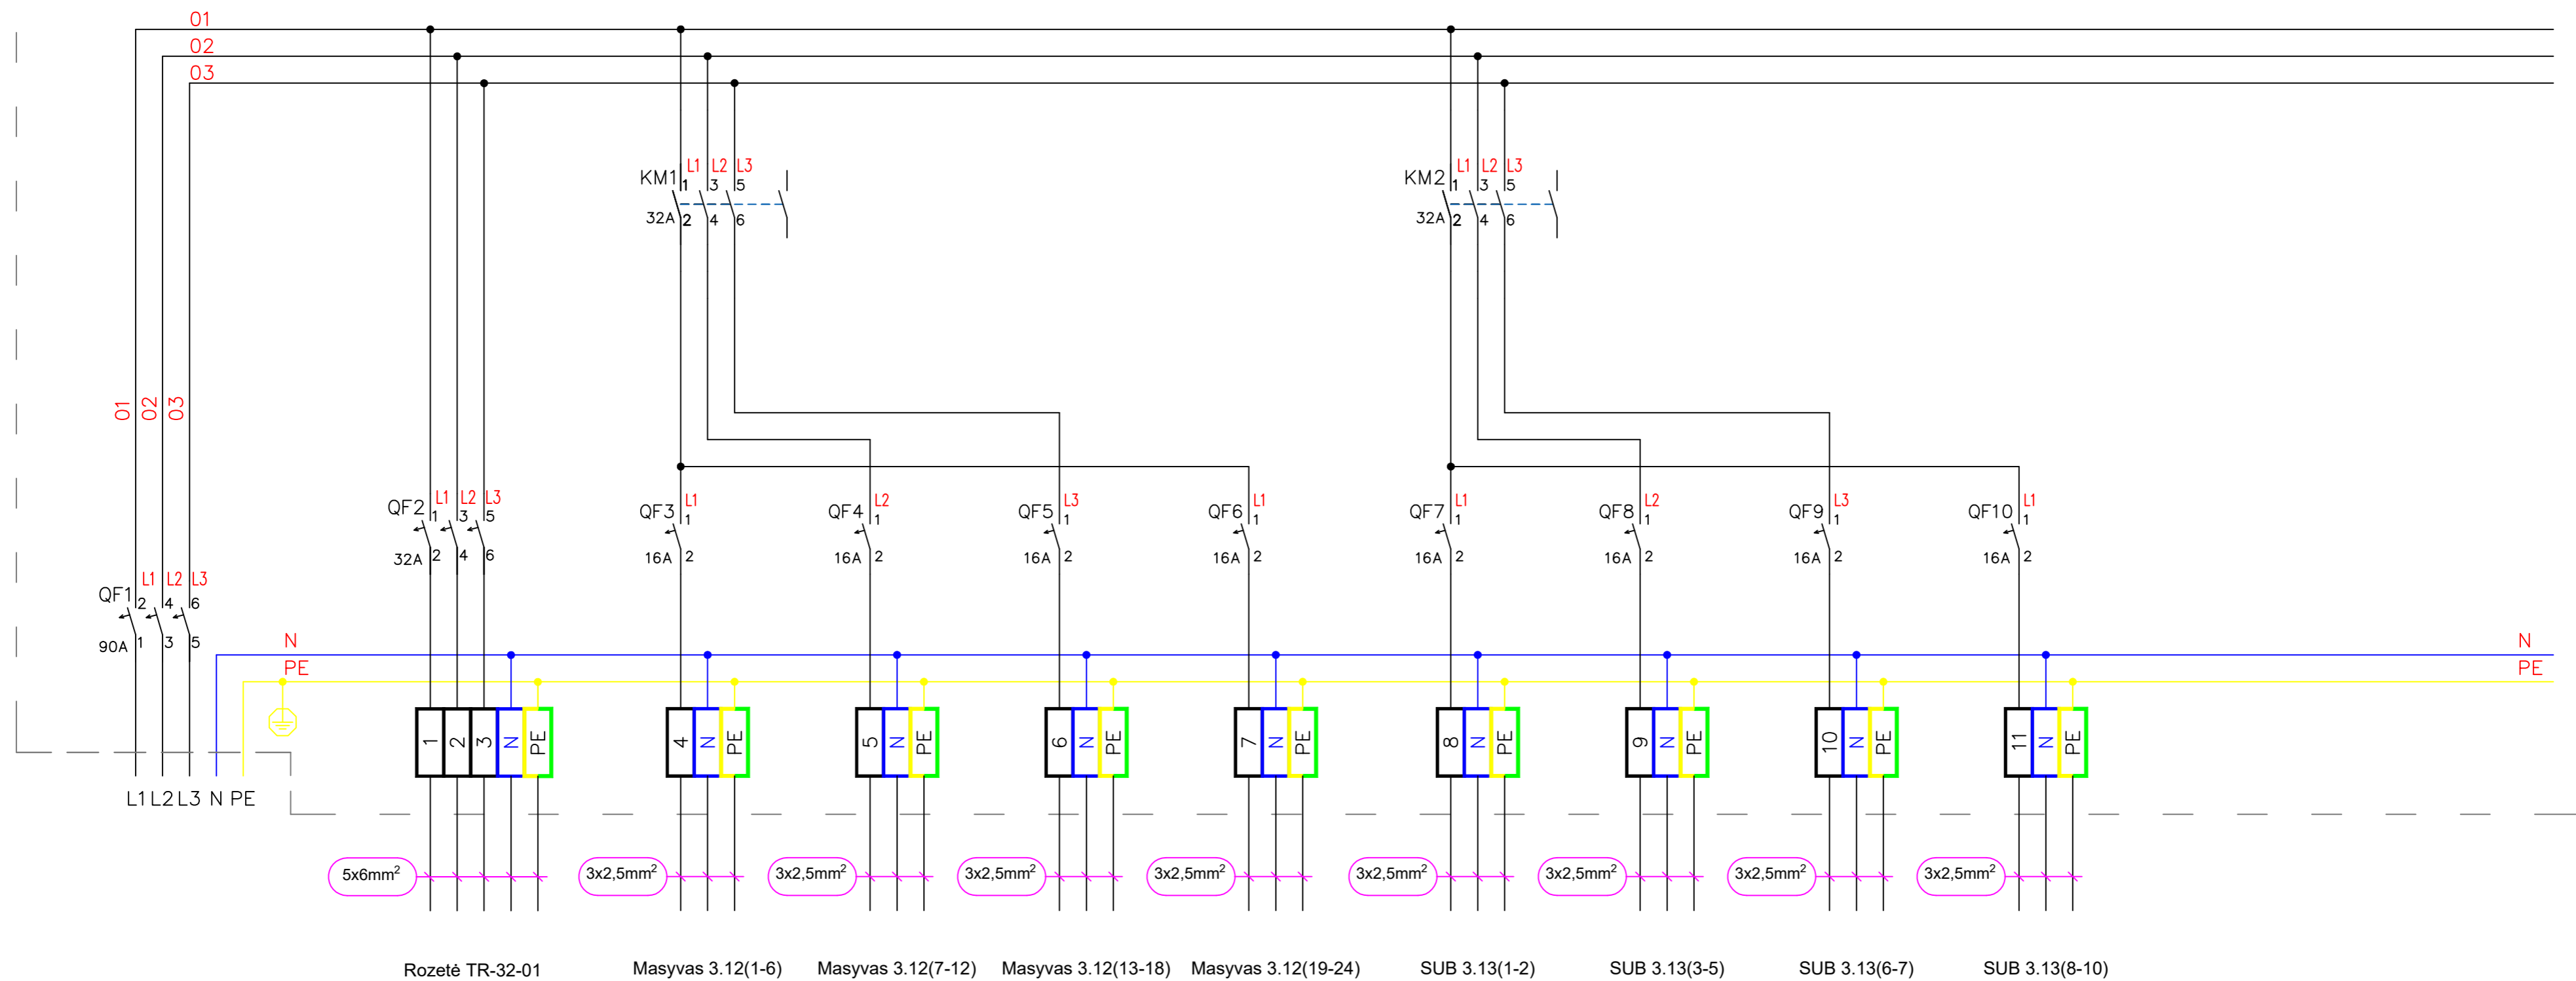 01
02
03
L1 L2 L3
KM1 1 3 5
32A 2 4 6
L1 L2 L3
KM2 1 3 5
32A 2 4 6
01 02 03
L1 L2 L3
QF2 1 3 5
32A 2 4 6
L1
QF3 1
16A 2
L2
QF4 1
16A 2
L3
QF5 1
16A 2
L1
QF6 1
16A 2
L1
QF7 1
16A 2
L2
QF8 1
16A 2
L3
QF9 1
16A 2
L1
QF10 1
16A 2
L1 L2 L3
QF1 2 4 6
90A 1 3 5
N
PE
N
PE
1 2 3 N PE
4 N PE
5 N PE
6 N PE
7 N PE
8 N PE
9 N PE
10 N PE
11 N PE
L1 L2 L3 N PE
5x6mm²
3x2,5mm²
3x2,5mm²
3x2,5mm²
3x2,5mm²
3x2,5mm²
3x2,5mm²
3x2,5mm²
3x2,5mm²
Rozetė TR-32-01
Masyvas 3.12(1-6)
Masyvas 3.12(7-12)
Masyvas 3.12(13-18)
Masyvas 3.12(19-24)
SUB 3.13(1-2)
SUB 3.13(3-5)
SUB 3.13(6-7)
SUB 3.13(8-10)